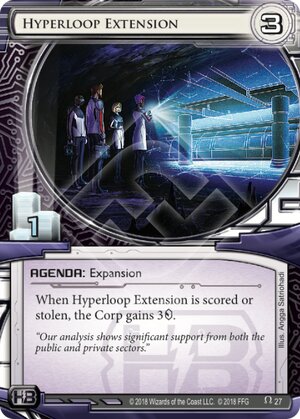 HYPERLOOP EXTENSION
3
1
AGENDA: Expansion
When Hyperloop Extension is scored or
stolen, the Corp gains 3.
“Our analysis shows significant support from both the
public and private sectors.”
Illus. Angga Satriohadi
HB
© 2018 Wizards of the Coast LLC. © 2018 FFG
Ω 27